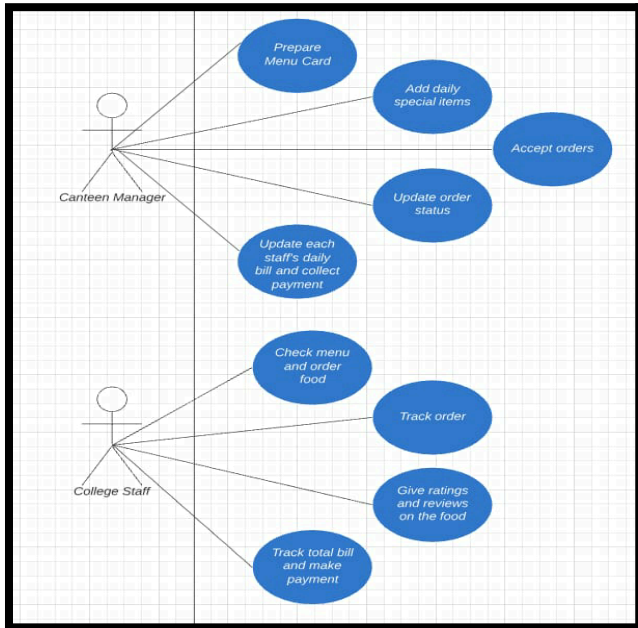 Prepare
Menu Card
Add daily
special items
Accept orders
Canteen Manager
Update order
status
Update each
staff's daily
bill and collect
payment
Check menu
and order
food
Track order
College Staff
Give ratings
and reviews
on the food
Track total bill
and make
payment